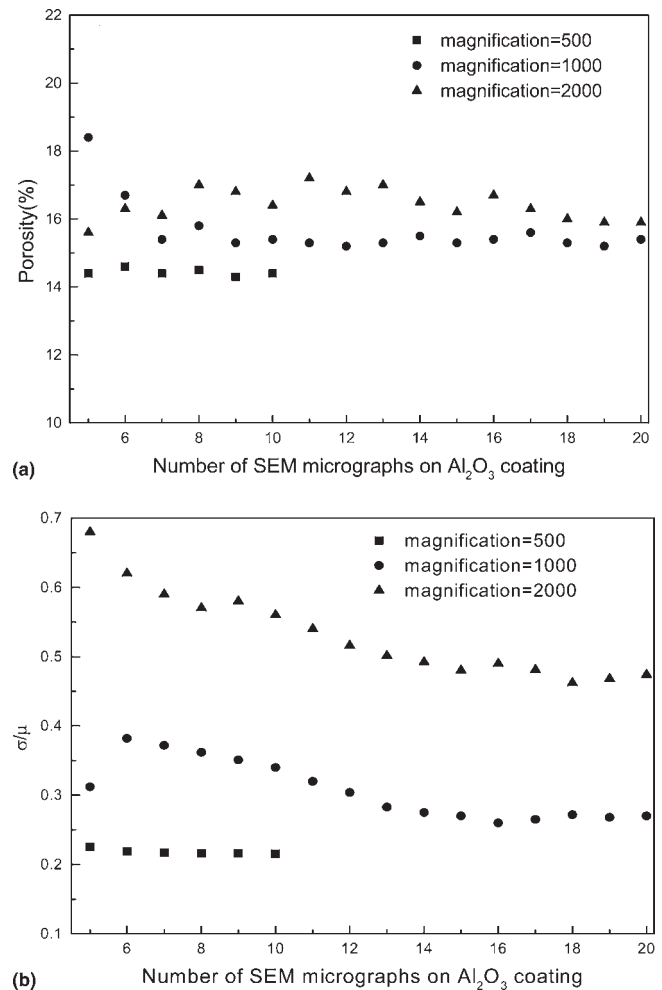 22
20
18
16
14
12
10
Porosity(%)
magnification=500
magnification=1000
magnification=2000
6 8 10 12 14 16 18 20
(a) Number of SEM micrographs on Al₂O₃ coating
0.7
0.6
0.5
0.4
0.3
0.2
0.1
σ/μ
magnification=500
magnification=1000
magnification=2000
6 8 10 12 14 16 18 20
(b) Number of SEM micrographs on Al₂O₃ coating